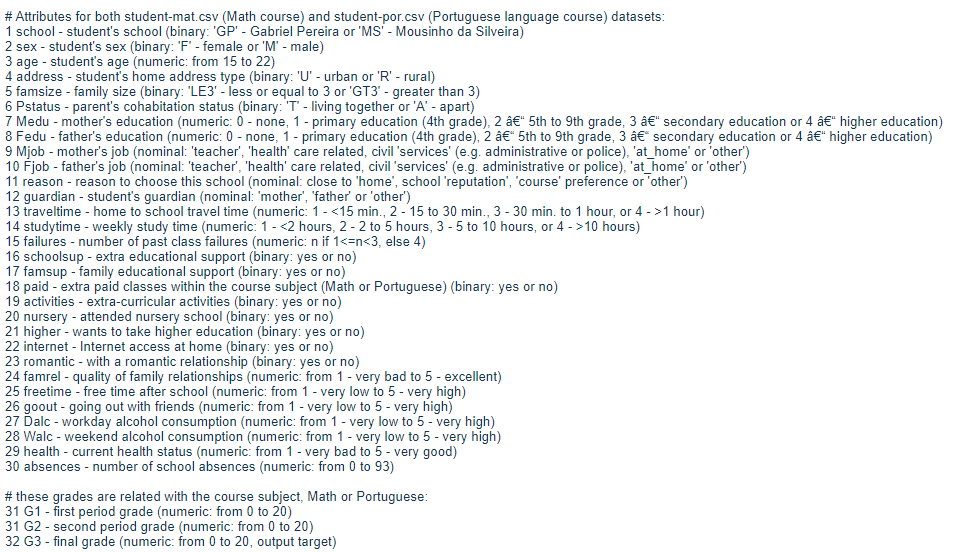 # Attributes for both student-mat.csv (Math course) and student-por.csv (Portuguese language course) datasets:
1 school - student's school (binary: 'GP' - Gabriel Pereira or 'MS' - Mousinho da Silveira)
2 sex - student's sex (binary: 'F' - female or 'M' - male)
3 age - student's age (numeric: from 15 to 22)
4 address - student's home address type (binary: 'U' - urban or 'R' - rural)
5 famsize - family size (binary: 'LE3' - less or equal to 3 or 'GT3' - greater than 3)
6 Pstatus - parent's cohabitation status (binary: 'T' - living together or 'A' - apart)
7 Medu - mother's education (numeric: 0 - none, 1 - primary education (4th grade), 2 â€“ 5th to 9th grade, 3 â€“ secondary education or 4 â€“ higher education)
8 Fedu - father's education (numeric: 0 - none, 1 - primary education (4th grade), 2 â€“ 5th to 9th grade, 3 â€“ secondary education or 4 â€“ higher education)
9 Mjob - mother's job (nominal: 'teacher', 'health' care related, civil 'services' (e.g. administrative or police), 'at_home' or 'other')
10 Fjob - father's job (nominal: 'teacher', 'health' care related, civil 'services' (e.g. administrative or police), 'at_home' or 'other')
11 reason - reason to choose this school (nominal: close to 'home', school 'reputation', 'course' preference or 'other')
12 guardian - student's guardian (nominal: 'mother', 'father' or 'other')
13 traveltime - home to school travel time (numeric: 1 - <15 min., 2 - 15 to 30 min., 3 - 30 min. to 1 hour, or 4 - >1 hour)
14 studytime - weekly study time (numeric: 1 - <2 hours, 2 - 2 to 5 hours, 3 - 5 to 10 hours, or 4 - >10 hours)
15 failures - number of past class failures (numeric: n if 1<=n<3, else 4)
16 schoolsup - extra educational support (binary: yes or no)
17 famsup - family educational support (binary: yes or no)
18 paid - extra paid classes within the course subject (Math or Portuguese) (binary: yes or no)
19 activities - extra-curricular activities (binary: yes or no)
20 nursery - attended nursery school (binary: yes or no)
21 higher - wants to take higher education (binary: yes or no)
22 internet - Internet access at home (binary: yes or no)
23 romantic - with a romantic relationship (binary: yes or no)
24 famrel - quality of family relationships (numeric: from 1 - very bad to 5 - excellent)
25 freetime - free time after school (numeric: from 1 - very low to 5 - very high)
26 goout - going out with friends (numeric: from 1 - very low to 5 - very high)
27 Dalc - workday alcohol consumption (numeric: from 1 - very low to 5 - very high)
28 Walc - weekend alcohol consumption (numeric: from 1 - very low to 5 - very high)
29 health - current health status (numeric: from 1 - very bad to 5 - very good)
30 absences - number of school absences (numeric: from 0 to 93)

# these grades are related with the course subject, Math or Portuguese:
31 G1 - first period grade (numeric: from 0 to 20)
31 G2 - second period grade (numeric: from 0 to 20)
32 G3 - final grade (numeric: from 0 to 20, output target)